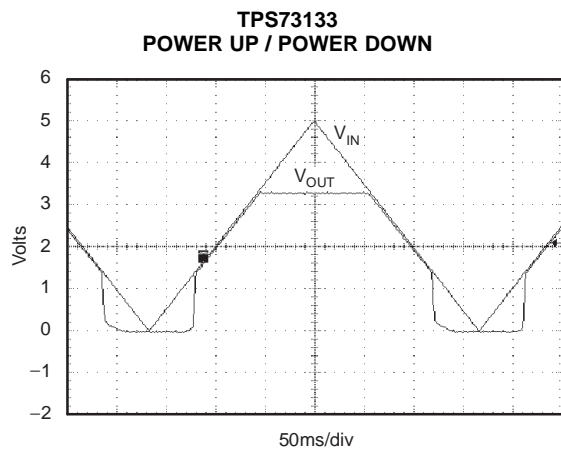 TPS73133
POWER UP / POWER DOWN
6
5
4
3
2
1
0
−1
−2
Volts
VIN
VOUT
50ms/div